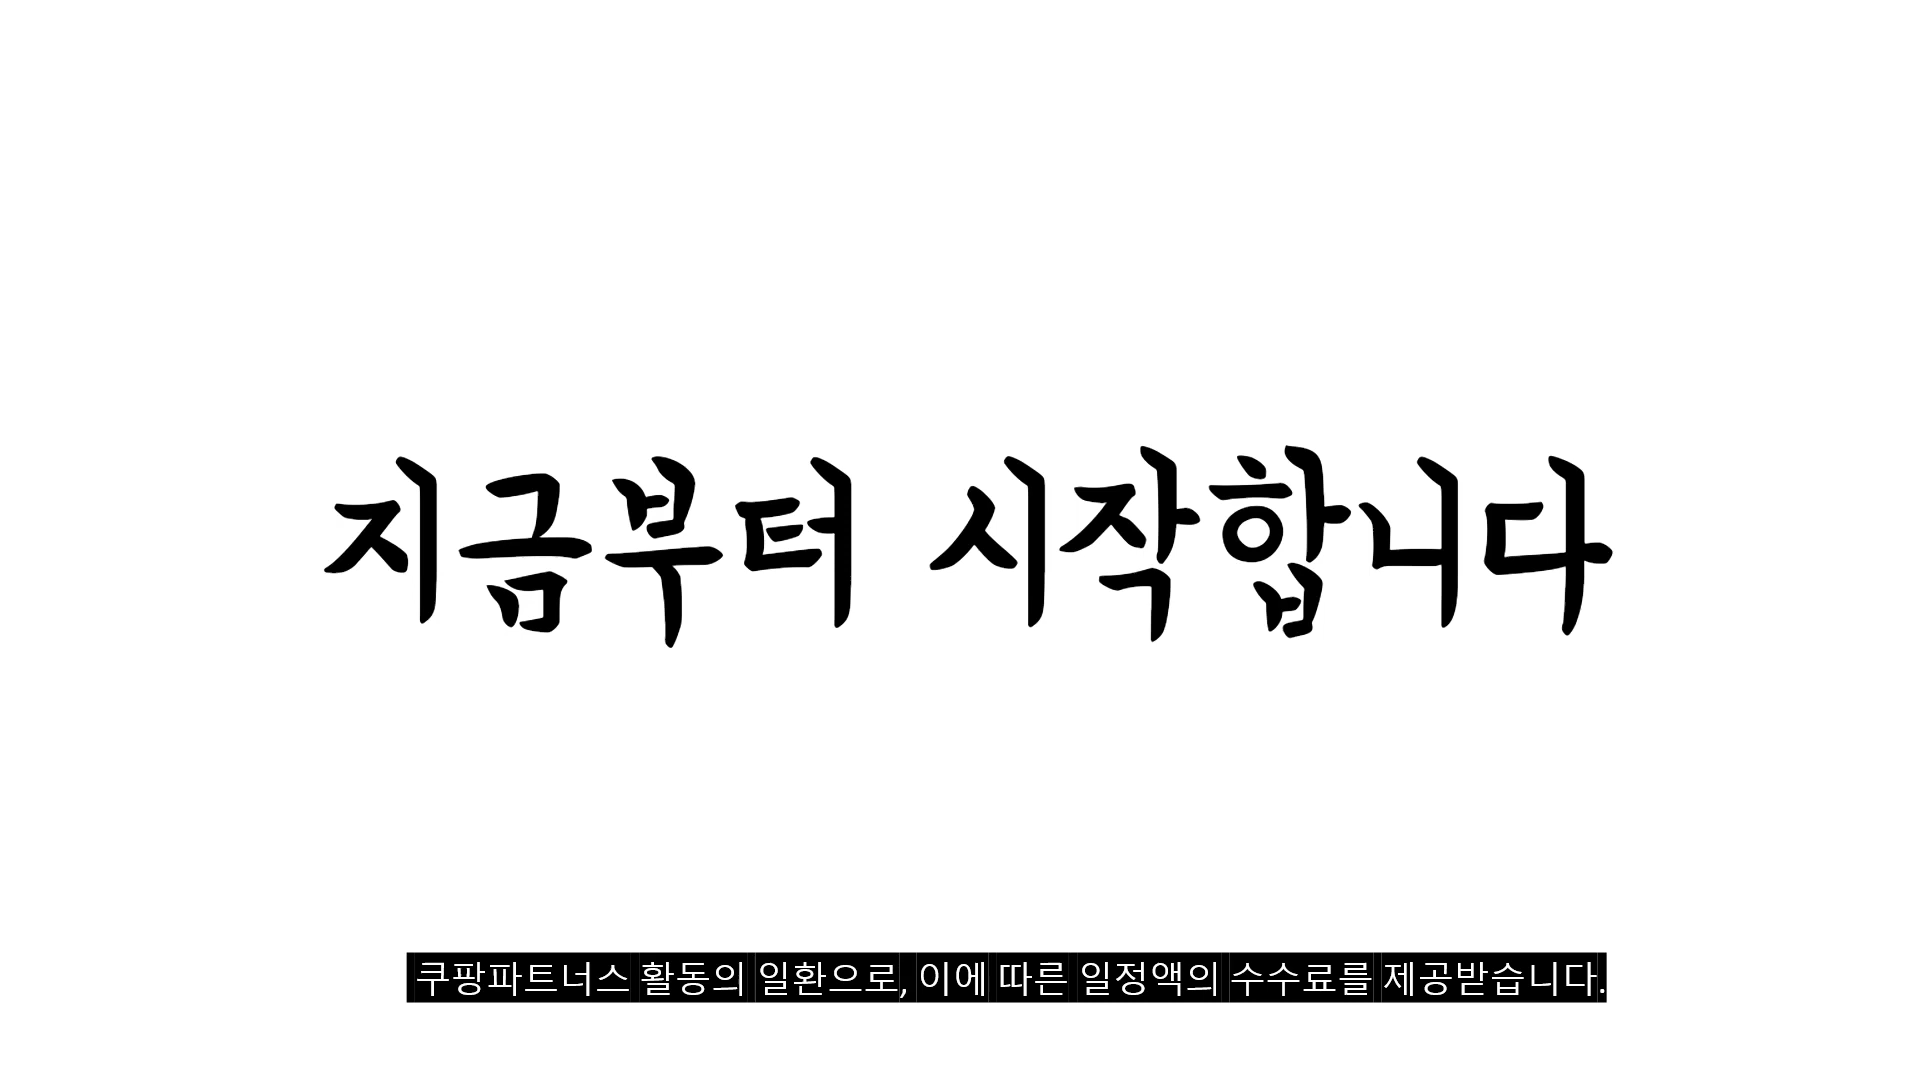 지금부터 시작합니다
쿠팡파트너스 활동의 일환으로, 이에 따른 일정액의 수수료를 제공받습니다.